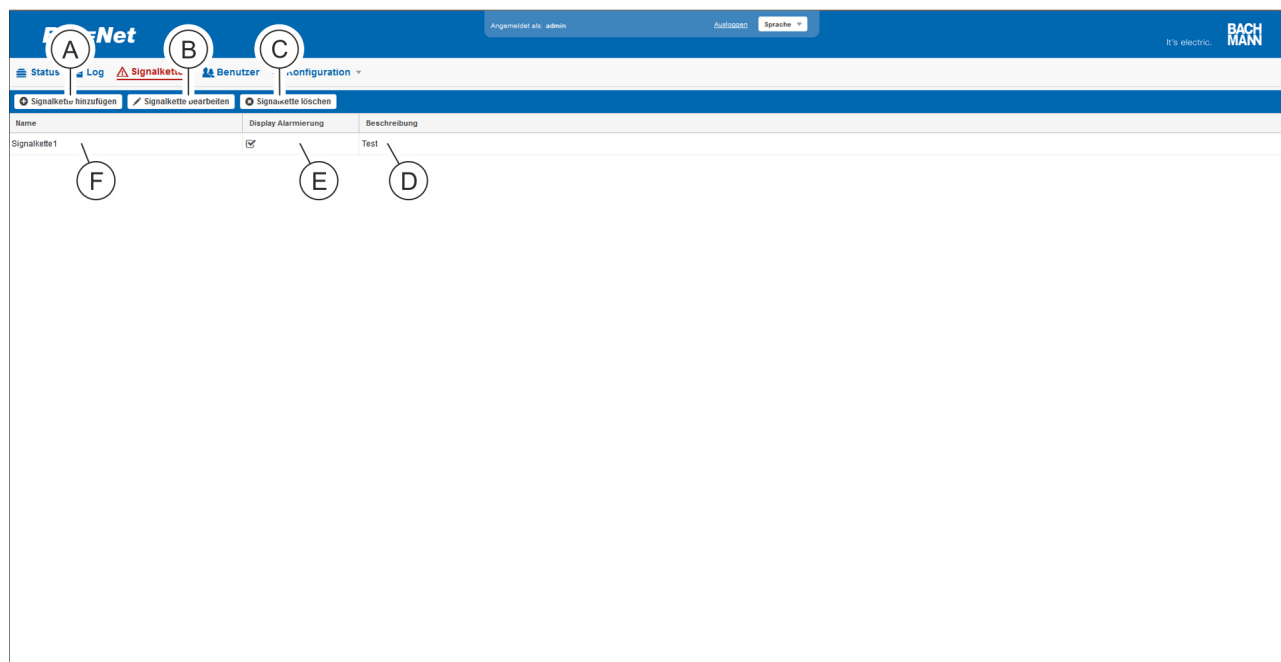 Net
Angemeldet als: admin
Ausloggen
Sprache
It's electric.
BACH
MANN
A
B
C
Status
Log
Benutzer
Signalkette hinzufügen
Signalkette bearbeiten
Signalkette löschen
Name
Display Alarmierung
Beschreibung
Signalkette1
Test
F
E
D